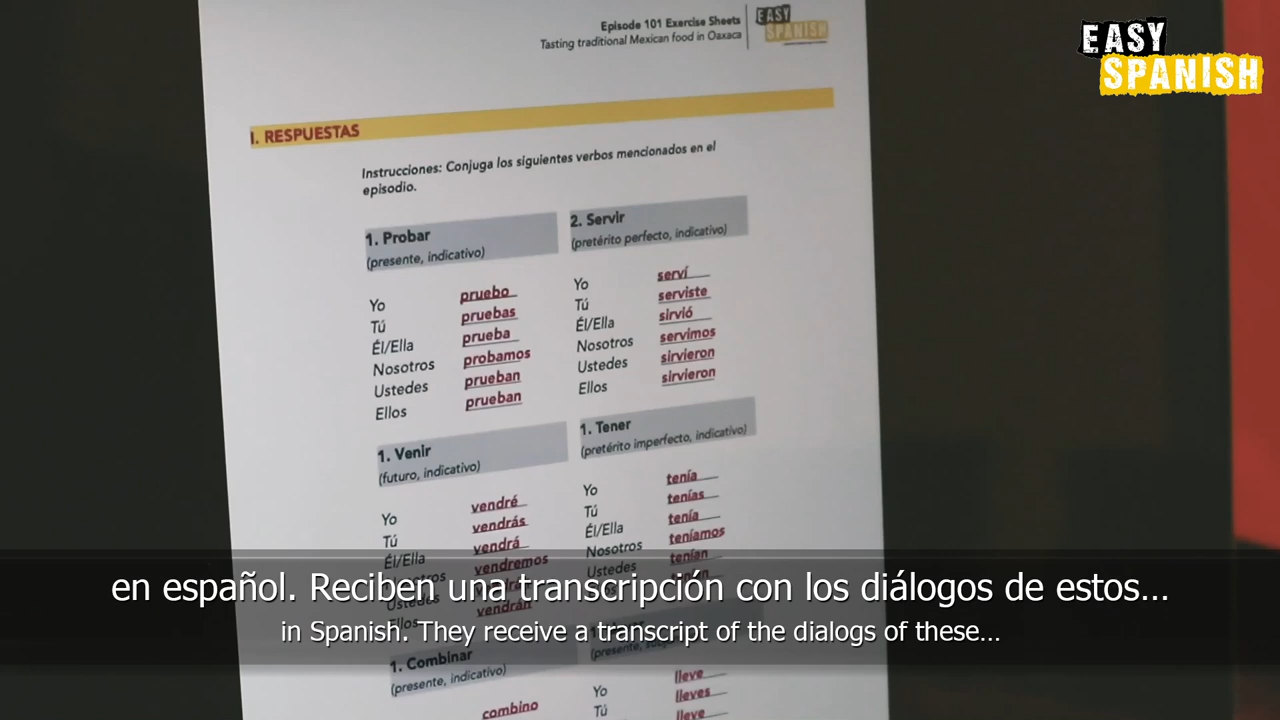 Episode 101 Exercise Sheets
Tasting traditional Mexican food in Oaxaca
EASY
SPANISH
EASY
SPANISH
I. RESPUESTAS
Instrucciones: Conjuga los siguientes verbos mencionados en el
episodio.
1. Probar
(presente, indicativo)
Yo pruebo
Tú pruebas
Él/Ella prueba
Nosotros probamos
Ustedes prueban
Ellos prueban
2. Servir
(pretérito perfecto, indicativo)
Yo serví
Tú serviste
Él/Ella sirvió
Nosotros servimos
Ustedes sirvieron
Ellos sirvieron
1. Venir
(futuro, indicativo)
Yo vendré
Tú vendrás
Él/Ella vendrá
Nosotros vendremos
Ustedes
Ellos vendrán
1. Tener
(pretérito imperfecto, indicativo)
Yo tenía
Tú tenías
Él/Ella tenía
Nosotros teníamos
Ustedes tenían
en español. Reciben una transcripción con los diálogos de estos...
in Spanish. They receive a transcript of the dialogs of these...
1. Combinar
(presente, indicativo)
combino
Yo lleve
Tú lleves
lleve